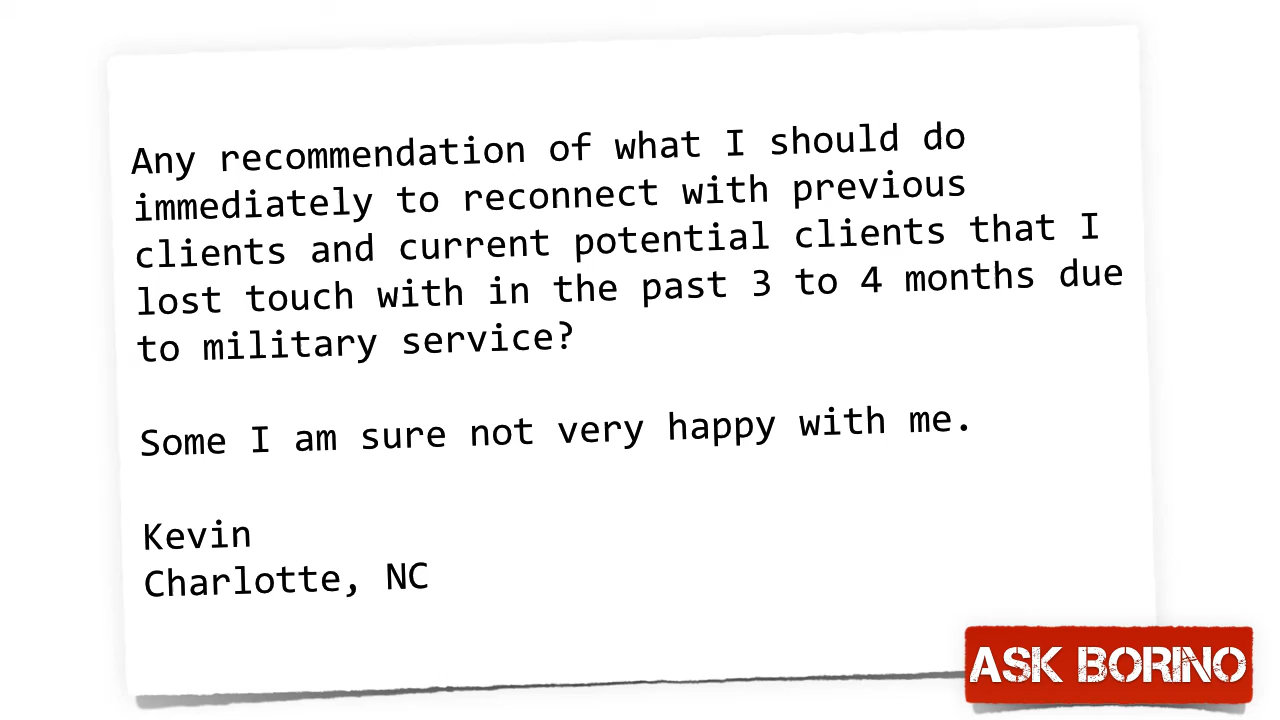 Any recommendation of what I should do
immediately to reconnect with previous
clients and current potential clients that I
lost touch with in the past 3 to 4 months due
to military service?
Some I am sure not very happy with me.
Kevin
Charlotte, NC
ASK BORINO